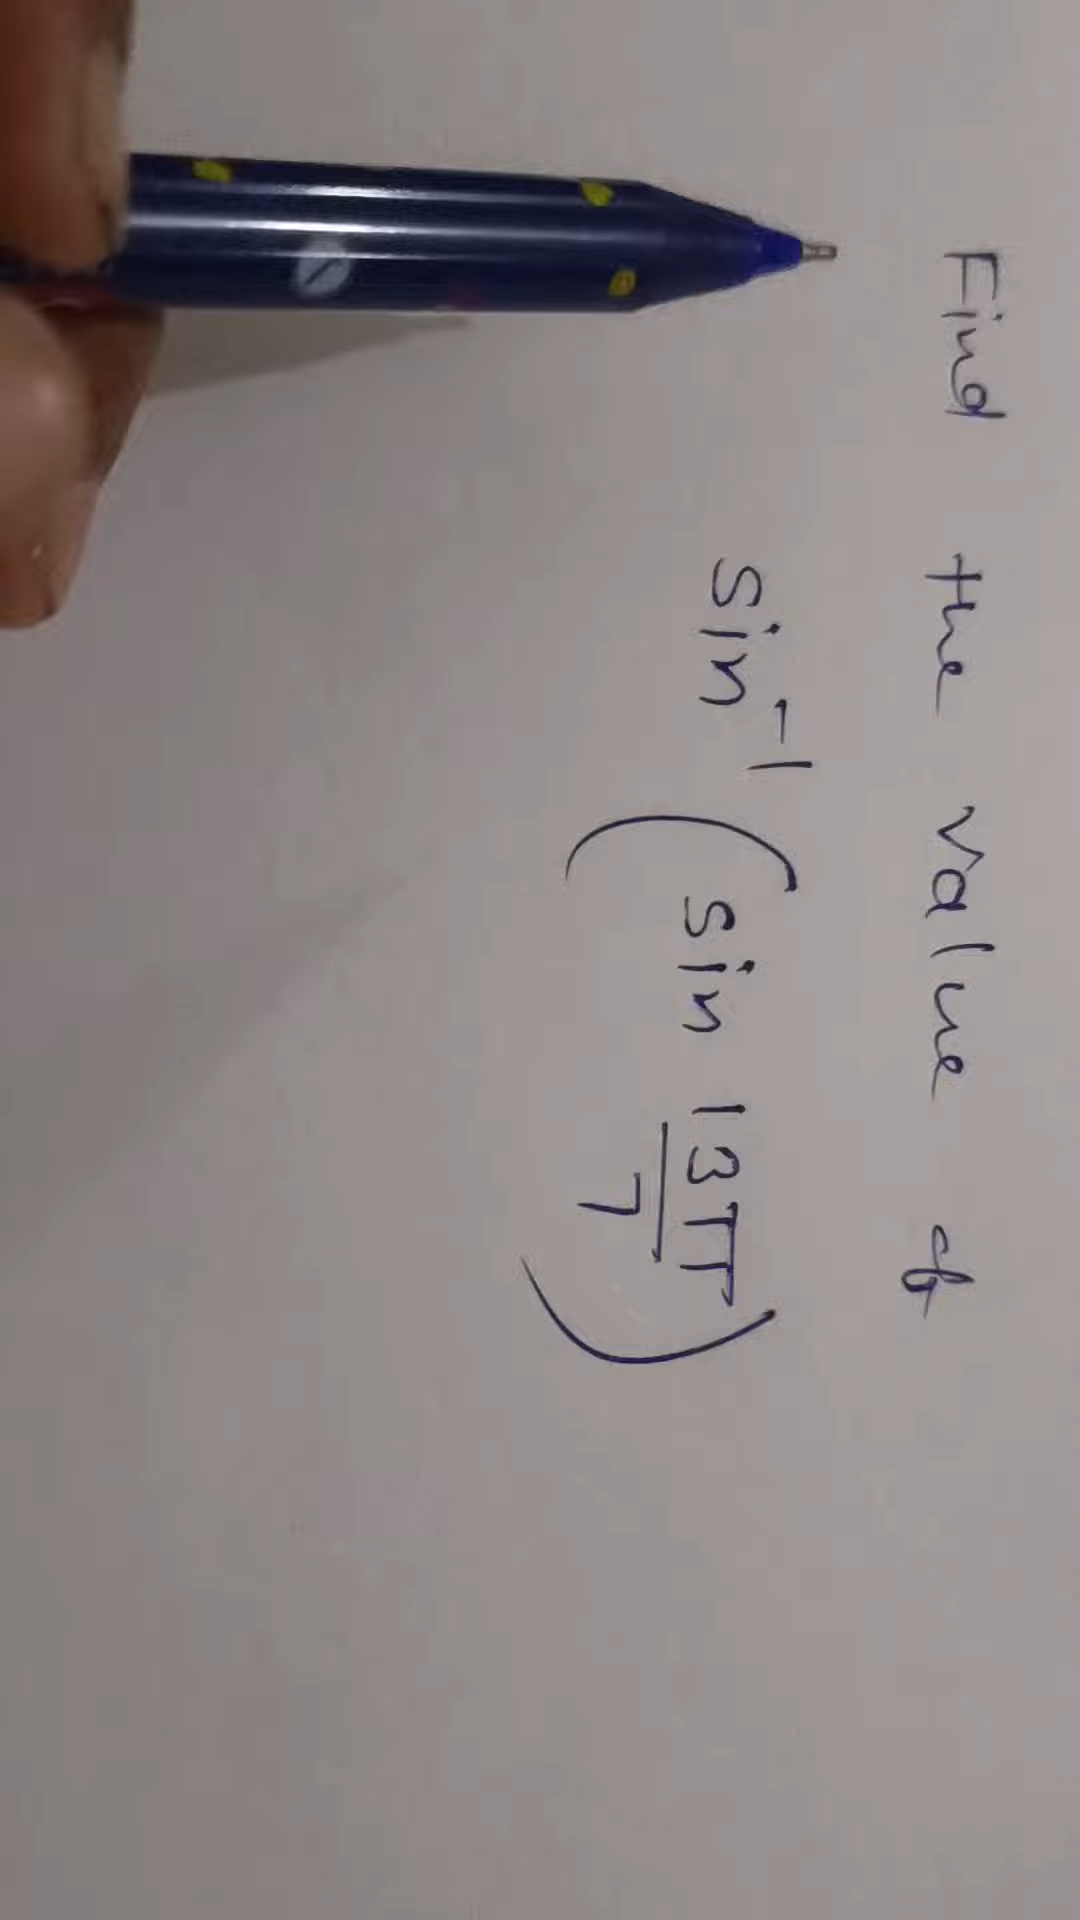 Find the value of
sin⁻¹ (sin 13π/7)